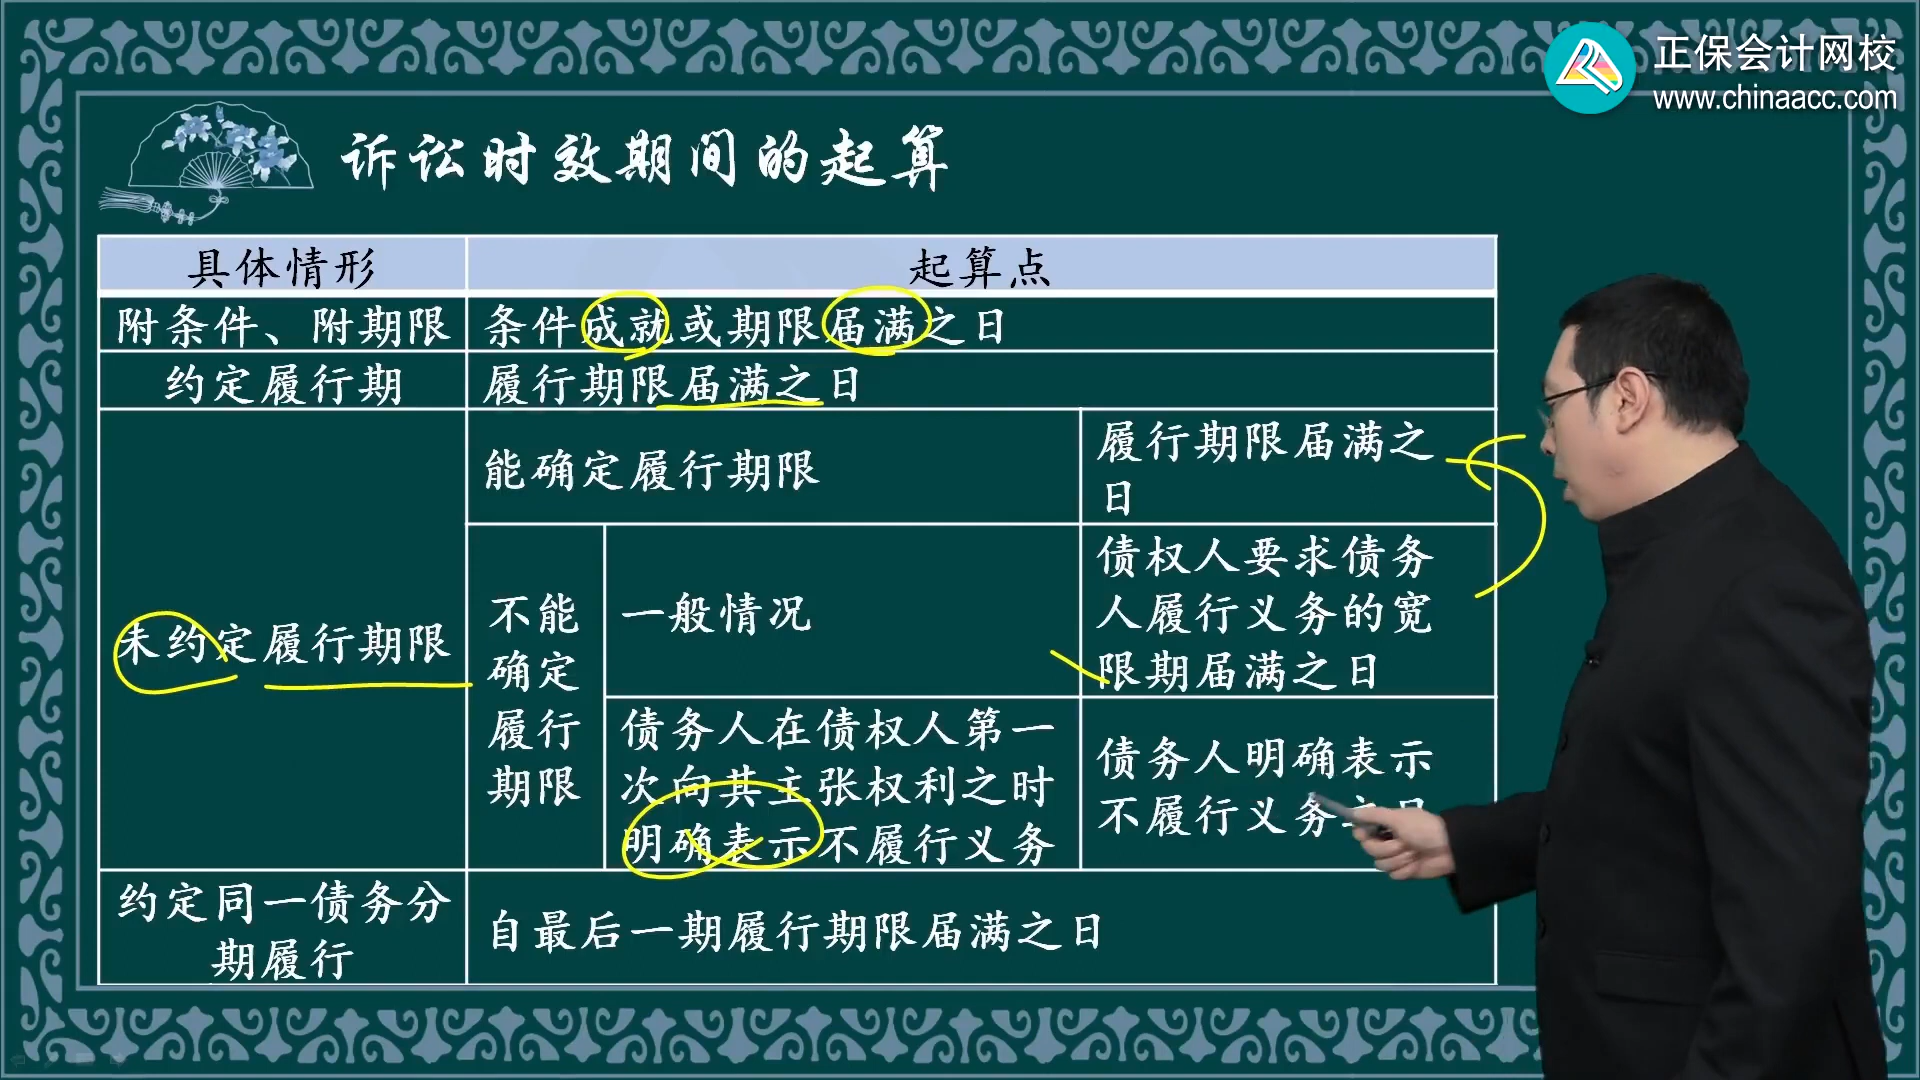 正保会计网校
www.chinaacc.com
诉讼时效期间的起算
具体情形
起算点
附条件、附期限
条件成就或期限届满之日
约定履行期
履行期限届满之日
未约定履行期限
能确定履行期限
履行期限届满之
日
不能
确定
履行
期限
一般情况
债权人要求债务
人履行义务的宽
限期届满之日
债务人在债权人第一
次向其主张权利之时
明确表示不履行义务
债务人明确表示
不履行义务之日
约定同一债务分
期履行
自最后一期履行期限届满之日